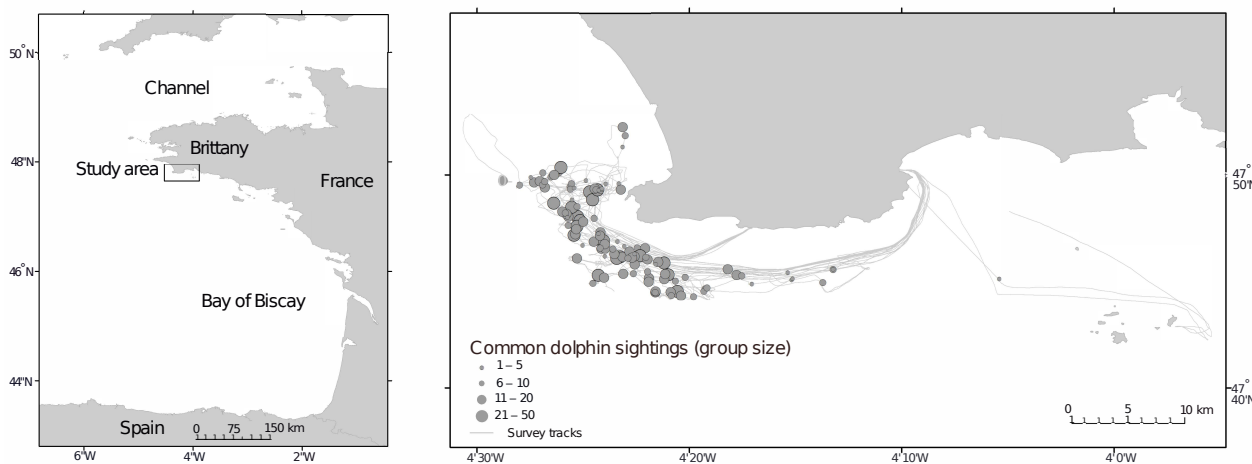 50°N
48°N
46°N
44°N
Channel
Brittany
Study area
France
Bay of Biscay
Spain
0 75 150 km
6°W 4°W 2°W
47°
50'N
47°
40'N
Common dolphin sightings (group size)
1 – 5
6 – 10
11 – 20
21 – 50
Survey tracks
0 5 10 km
4°30'W 4°20'W 4°10'W 4°0'W